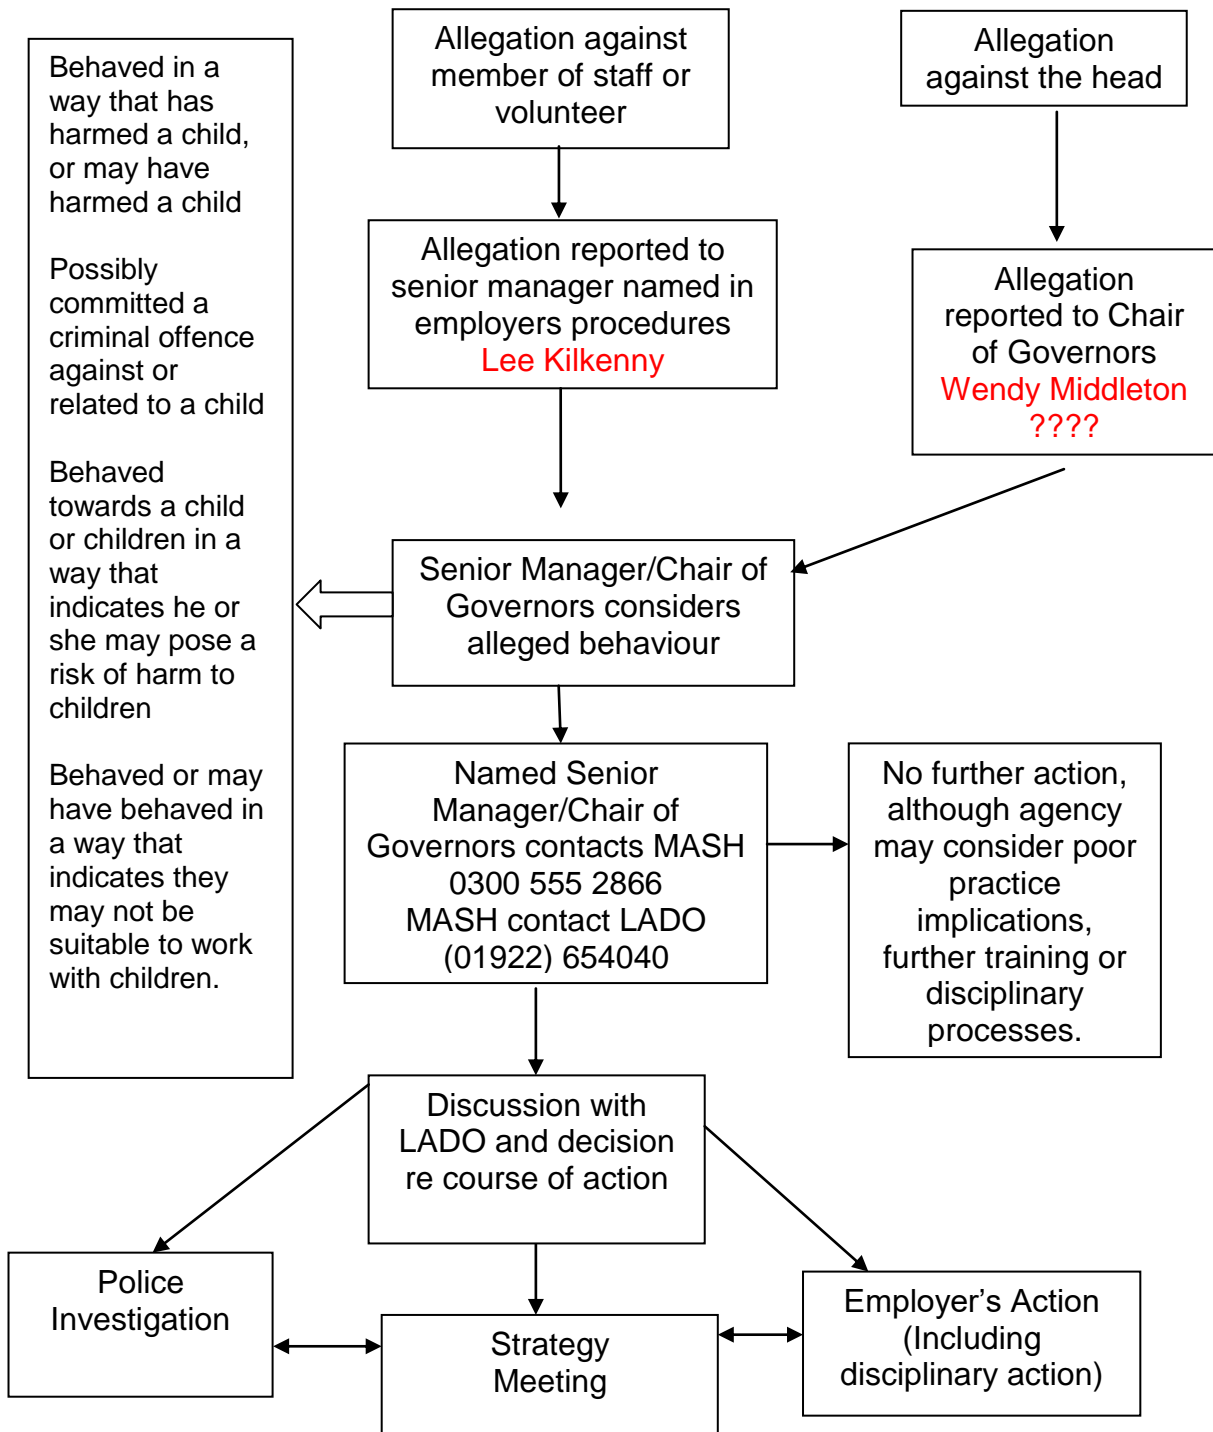 Behaved in a
way that has
harmed a child,
or may have
harmed a child
Possibly
committed a
criminal offence
against or
related to a child
Behaved
towards a child
or children in a
way that
indicates he or
she may pose a
risk of harm to
children
Behaved or may
have behaved in
a way that
indicates they
may not be
suitable to work
with children.
Allegation against
member of staff or
volunteer
Allegation
against the head
Allegation reported to
senior manager named in
employers procedures
Lee Kilkenny
Allegation
reported to Chair
of Governors
Wendy Middleton
????
Senior Manager/Chair of
Governors considers
alleged behaviour
Named Senior
Manager/Chair of
Governors contacts MASH
0300 555 2866
MASH contact LADO
(01922) 654040
No further action,
although agency
may consider poor
practice
implications,
further training or
disciplinary
processes.
Discussion with
LADO and decision
re course of action
Police
Investigation
Strategy
Meeting
Employer’s Action
(Including
disciplinary action)